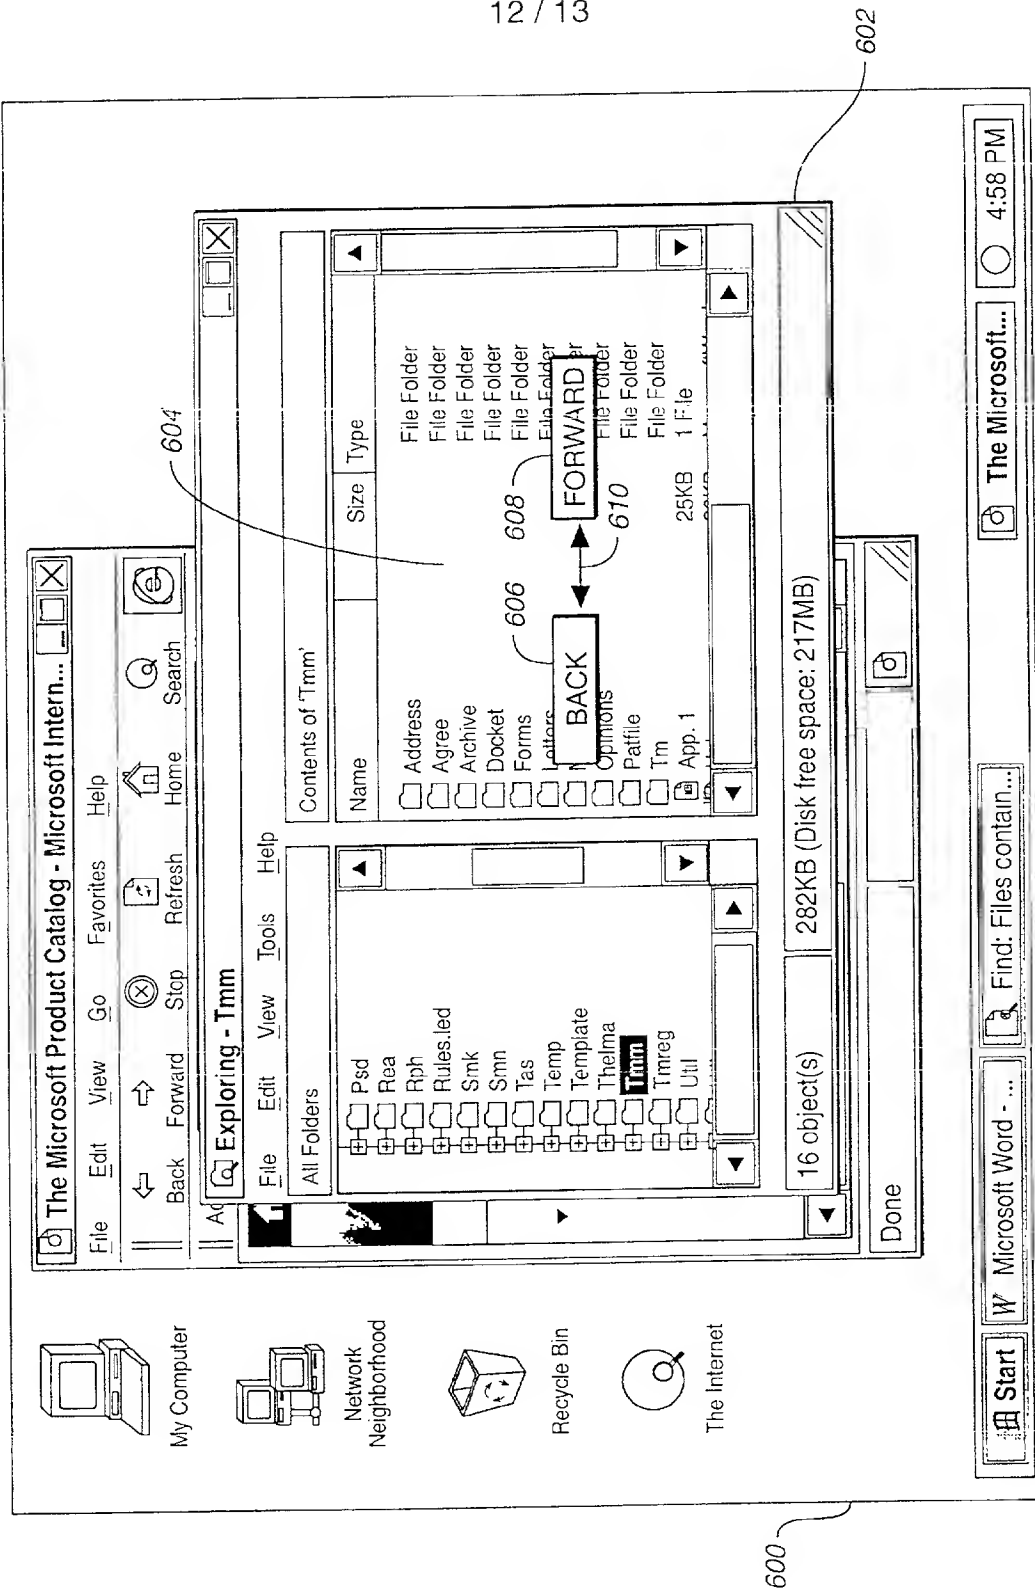 12 / 13
602
604
The Microsoft Product Catalog - Microsoft Intern...
File Edit View Go Favorites Help
Back Forward Stop Refresh Home Search
Exploring - Tmm
File Edit View Tools Help
All Folders
Contents of 'Tmm'
Name Size Type
Psd
Rea
Rph
Rules.led
Smk
Smn
Tas
Temp
Template
Thelma
Tmm
Tmreg
Util
Address File Folder
Agree File Folder
Archive File Folder
Docket File Folder
Forms File Folder
Letters File Folder
Opinions File Folder
Patfile File Folder
Tm File Folder
App.1 25KB 1 File
606
608
610
BACK
FORWARD
16 object(s)
282KB (Disk free space: 217MB)
Done
My Computer
Network
Neighborhood
Recycle Bin
The Internet
Start
W Microsoft Word - ...
Find: Files contain...
The Microsoft...
4:58 PM
600